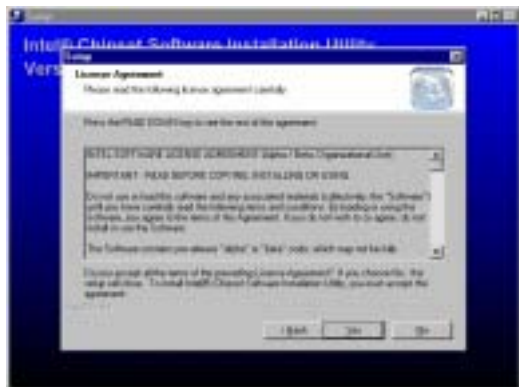 Setup
Intel® Chipset Software Installation Utility
Vers
Setup
License Agreement
Please read the following license agreement carefully.
Press the PAGE DOWN key to see the rest of the agreement.
INTEL SOFTWARE LICENSE AGREEMENT (Alpha / Beta, Organizational Use)
IMPORTANT - READ BEFORE COPYING, INSTALLING OR USING.
Do not use or load this software and any associated materials (collectively, the "Software")
until you have carefully read the following terms and conditions. By loading or using the
Software, you agree to the terms of this Agreement. If you do not wish to so agree, do not
install or use the Software.
The Software contains pre-release "alpha" or "beta" code, which may not be fully
Do you accept all the terms of the preceding License Agreement? If you choose No, the
setup will close. To install Intel® Chipset Software Installation Utility, you must accept this
agreement.
< Back
Yes
No